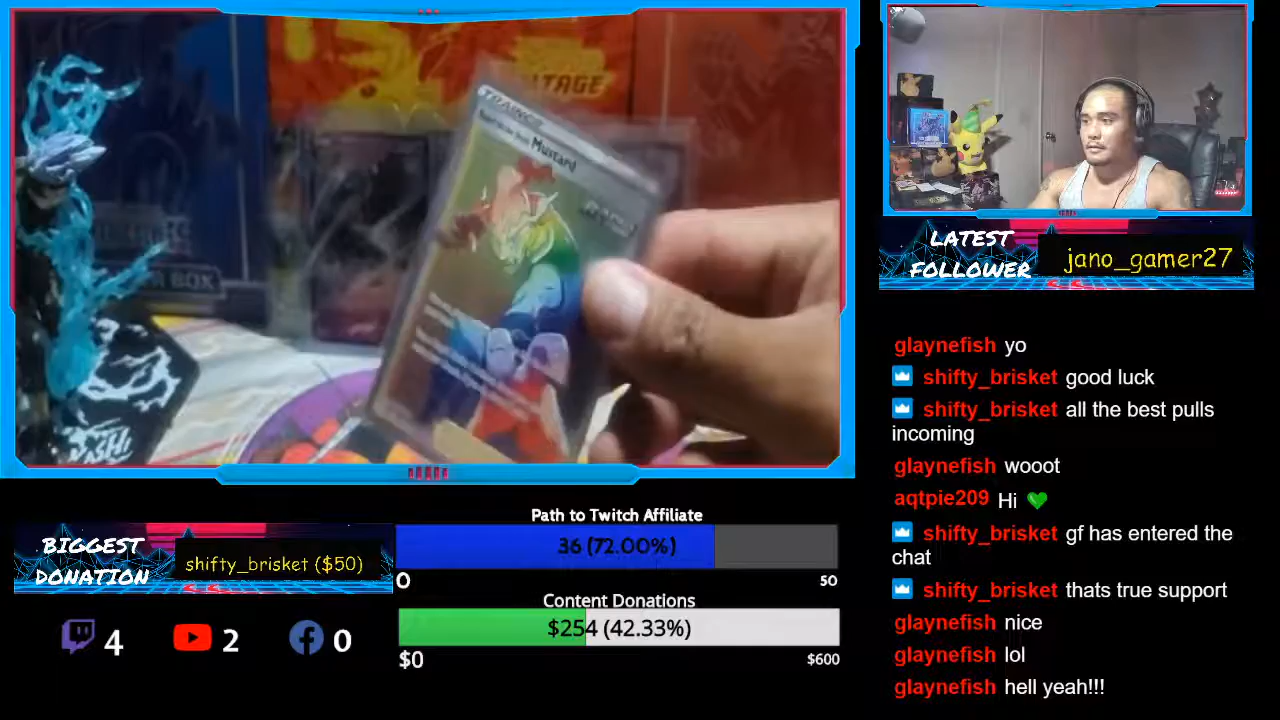 TRAINER
Mustard
LTAGE
BOX
LATEST
FOLLOWER
jano_gamer27
glaynefish yo
shifty_brisket good luck
shifty_brisket all the best pulls
incoming
glaynefish wooot
aqtpie209 Hi 💚
shifty_brisket gf has entered the
chat
shifty_brisket thats true support
glaynefish nice
glaynefish lol
glaynefish hell yeah!!!
BIGGEST
DONATION
shifty_brisket ($50)
4
2
0
Path to Twitch Affiliate
36 (72.00%)
0
50
Content Donations
$254 (42.33%)
$0
$600